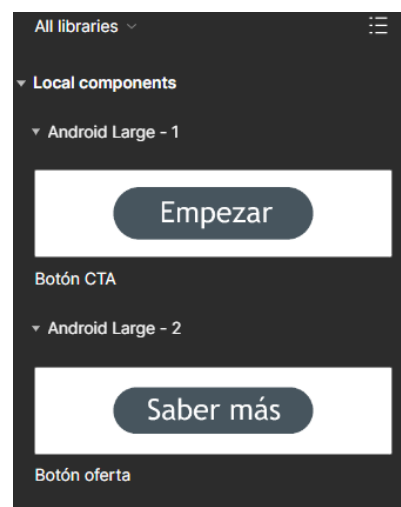 All libraries
Local components
Android Large - 1
Empezar
Botón CTA
Android Large - 2
Saber más
Botón oferta